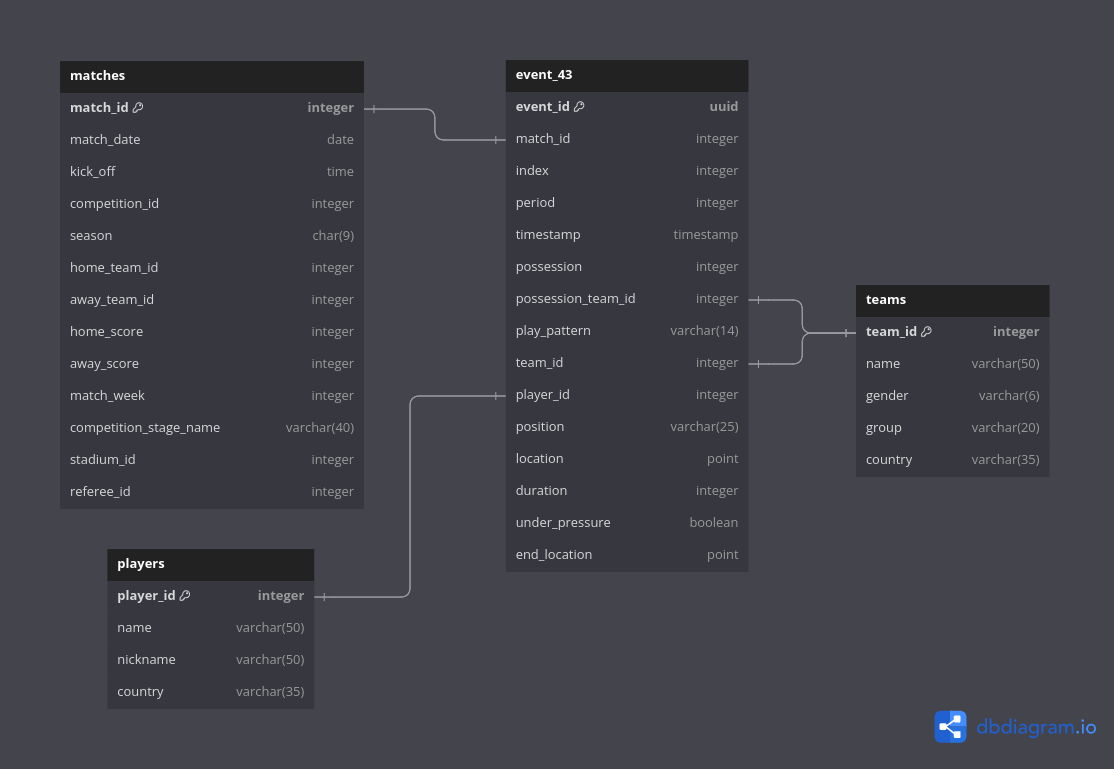 matches
match_id integer
match_date date
kick_off time
competition_id integer
season char(9)
home_team_id integer
away_team_id integer
home_score integer
away_score integer
match_week integer
competition_stage_name varchar(40)
stadium_id integer
referee_id integer
event_43
event_id uuid
match_id integer
index integer
period integer
timestamp timestamp
possession integer
possession_team_id integer
play_pattern varchar(14)
team_id integer
player_id integer
position varchar(25)
location point
duration integer
under_pressure boolean
end_location point
teams
team_id integer
name varchar(50)
gender varchar(6)
group varchar(20)
country varchar(35)
players
player_id integer
name varchar(50)
nickname varchar(50)
country varchar(35)
dbdiagram.io